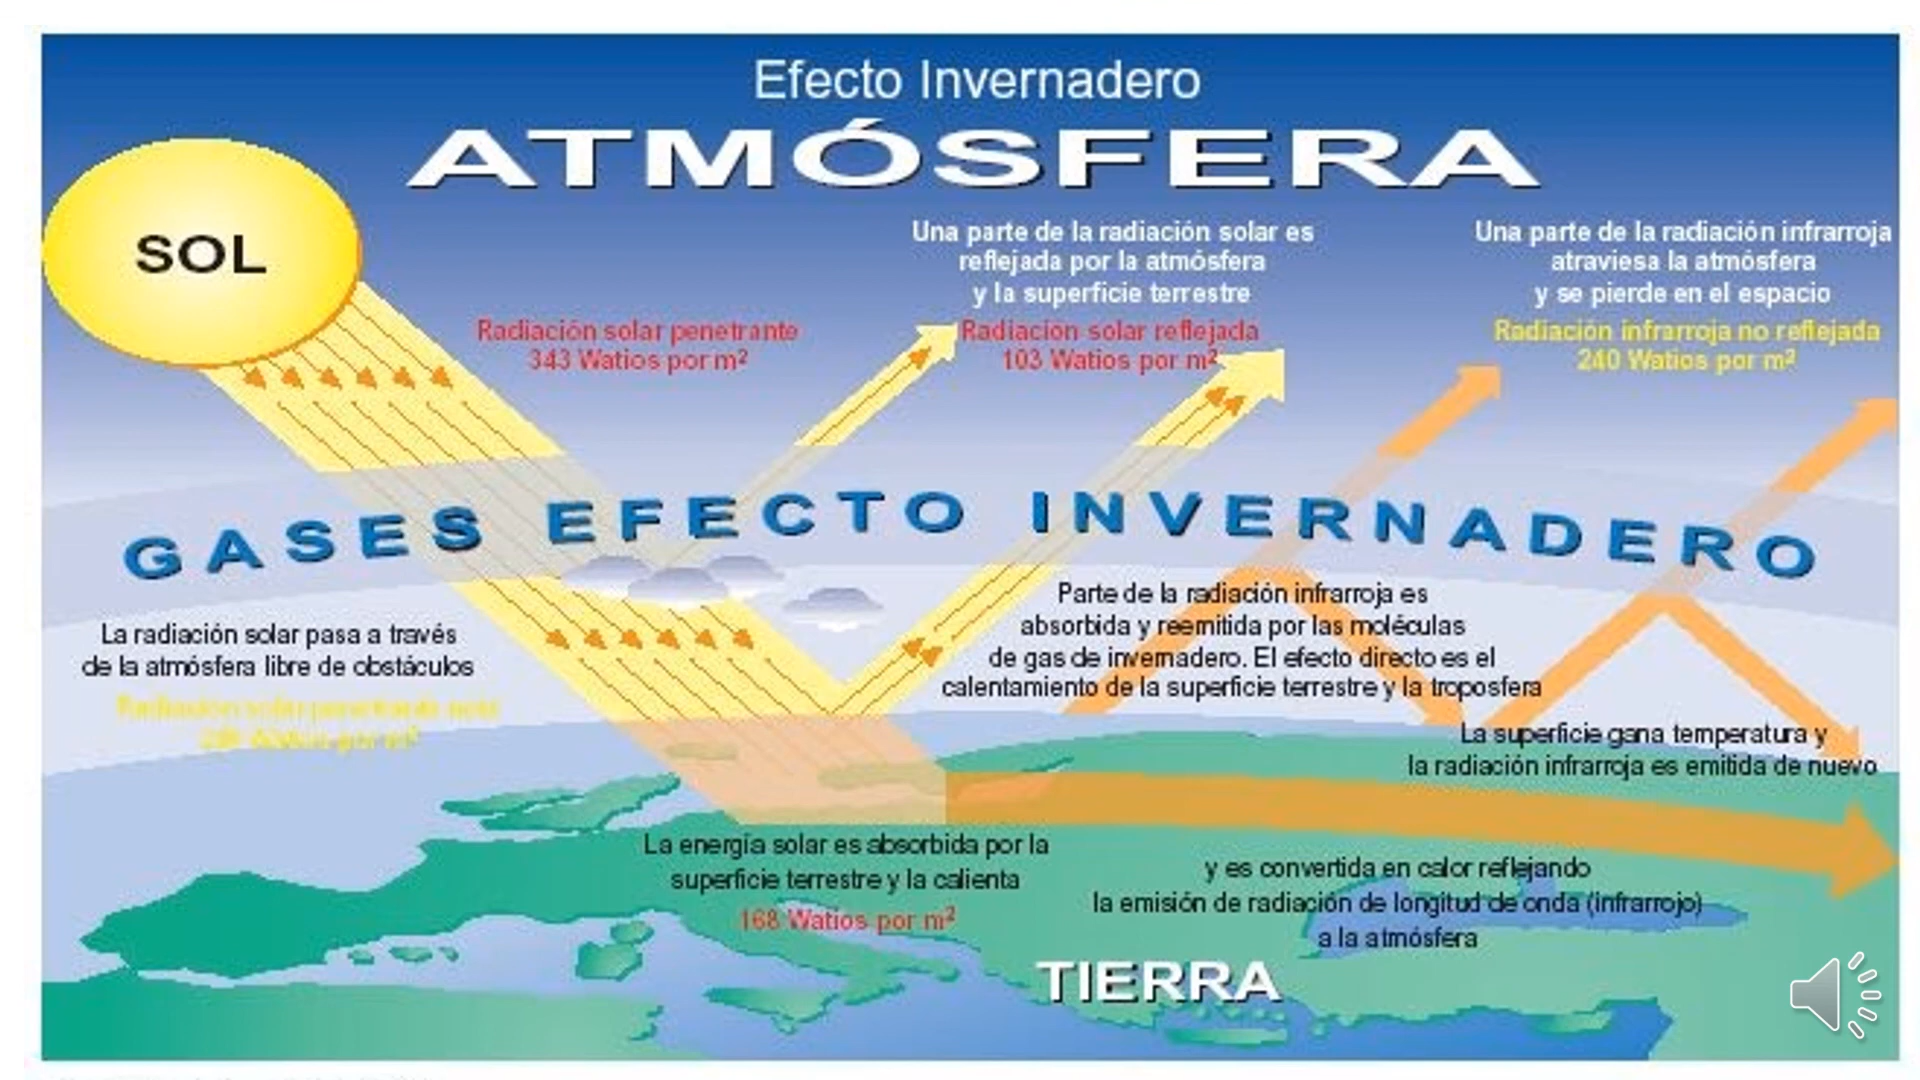 Efecto Invernadero
ATMÓSFERA
SOL
Una parte de la radiación solar es
reflejada por la atmósfera
y la superficie terrestre
Una parte de la radiación infrarroja
atraviesa la atmósfera
y se pierde en el espacio
Radiación solar penetrante
343 Watios por m²
Radiación solar reflejada
103 Watios por m²
Radiación infrarroja no reflejada
240 Watios por m²
GASES EFECTO INVERNADERO
La radiación solar pasa a través
de la atmósfera libre de obstáculos
Radiación solar penetrante neta
Watios por m²
Parte de la radiación infrarroja es
absorbida y reemitida por las moléculas
de gas de invernadero. El efecto directo es el
calentamiento de la superficie terrestre y la troposfera
La superficie gana temperatura y
la radiación infrarroja es emitida de nuevo
La energía solar es absorbida por la
superficie terrestre y la calienta
168 Watios por m²
y es convertida en calor reflejando
la emisión de radiación de longitud de onda (infrarrojo)
a la atmósfera
TIERRA